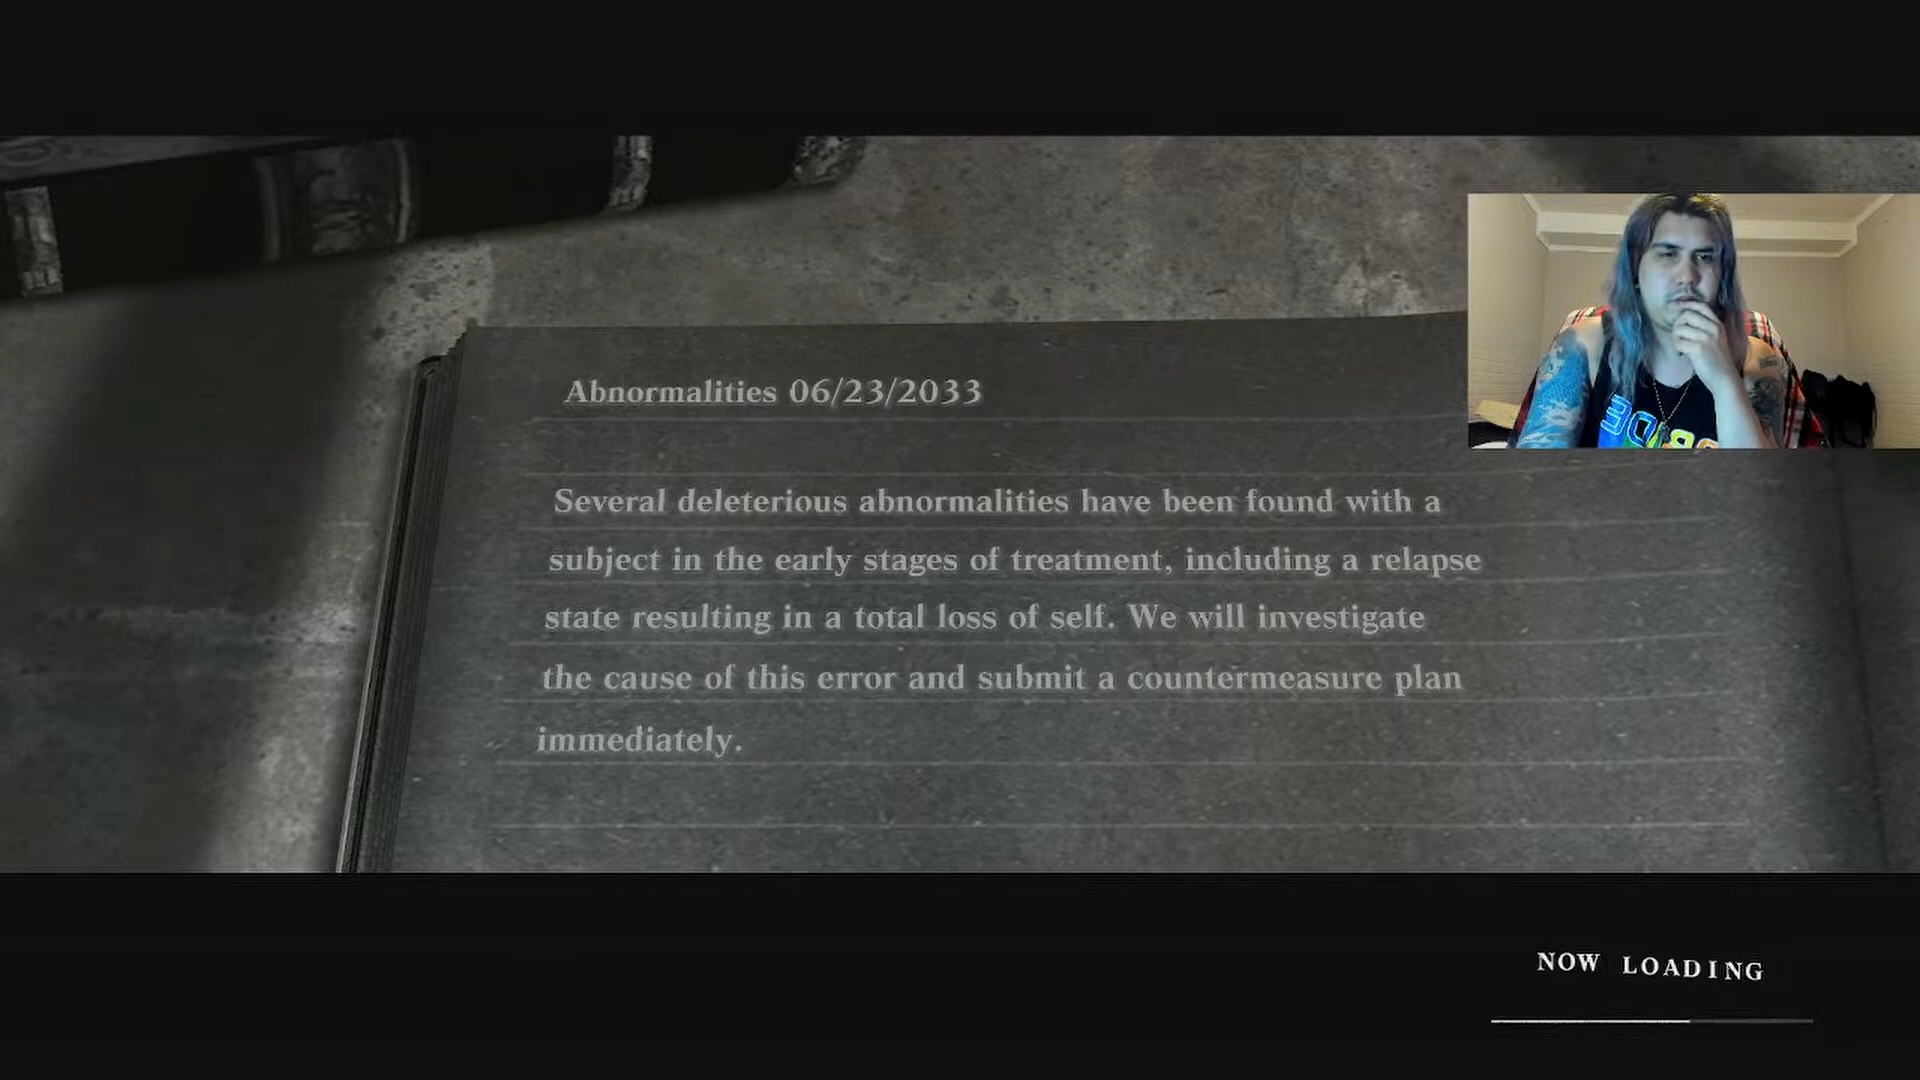 Abnormalities 06/23/2033
Several deleterious abnormalities have been found with a
subject in the early stages of treatment, including a relapse
state resulting in a total loss of self. We will investigate
the cause of this error and submit a countermeasure plan
immediately.
NOW LOADING